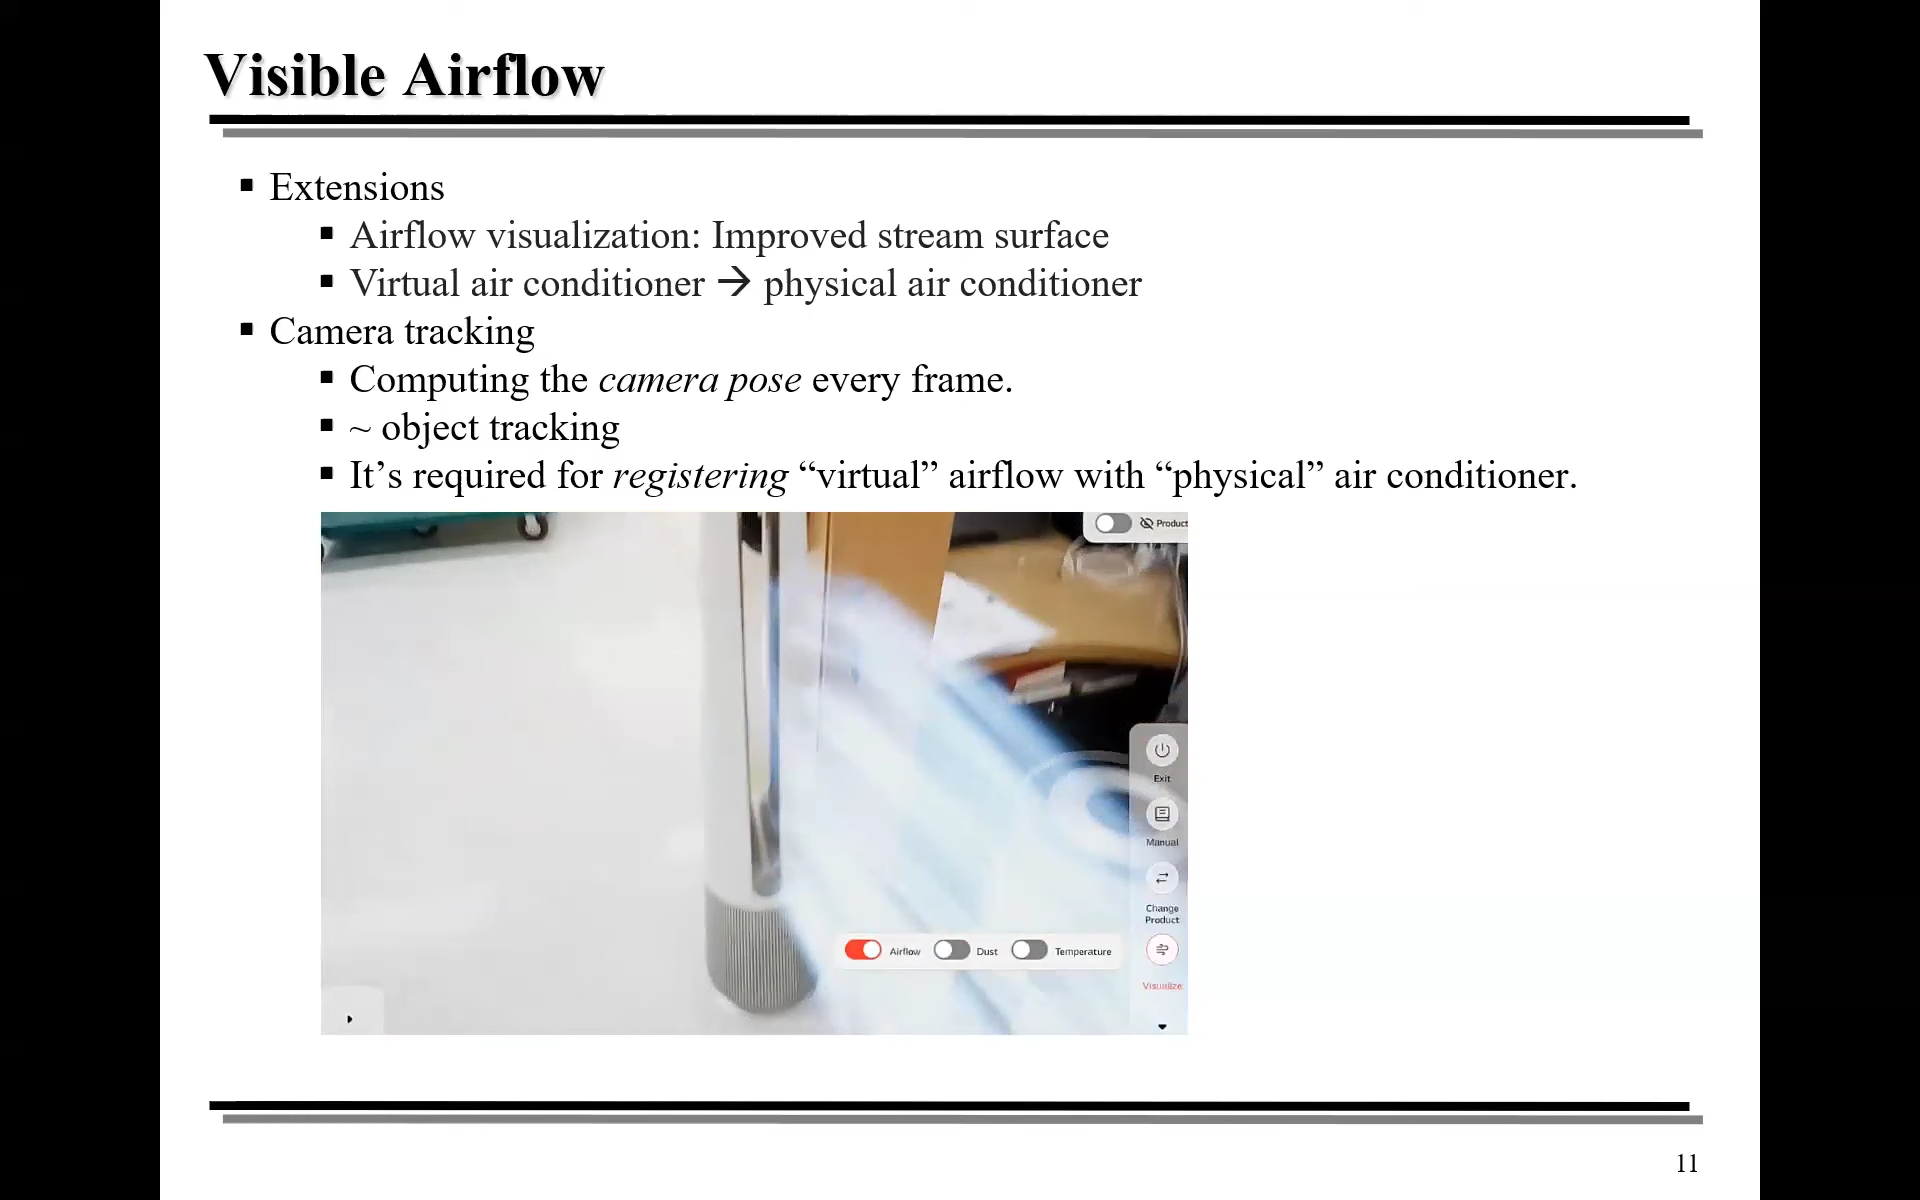 Visible Airflow
▪ Extensions
▪ Airflow visualization: Improved stream surface
▪ Virtual air conditioner → physical air conditioner
▪ Camera tracking
▪ Computing the camera pose every frame.
▪ ~ object tracking
▪ It’s required for registering “virtual” airflow with “physical” air conditioner.
Product
Exit
Manual
Change
Product
Airflow Dust Temperature
Visualize
11